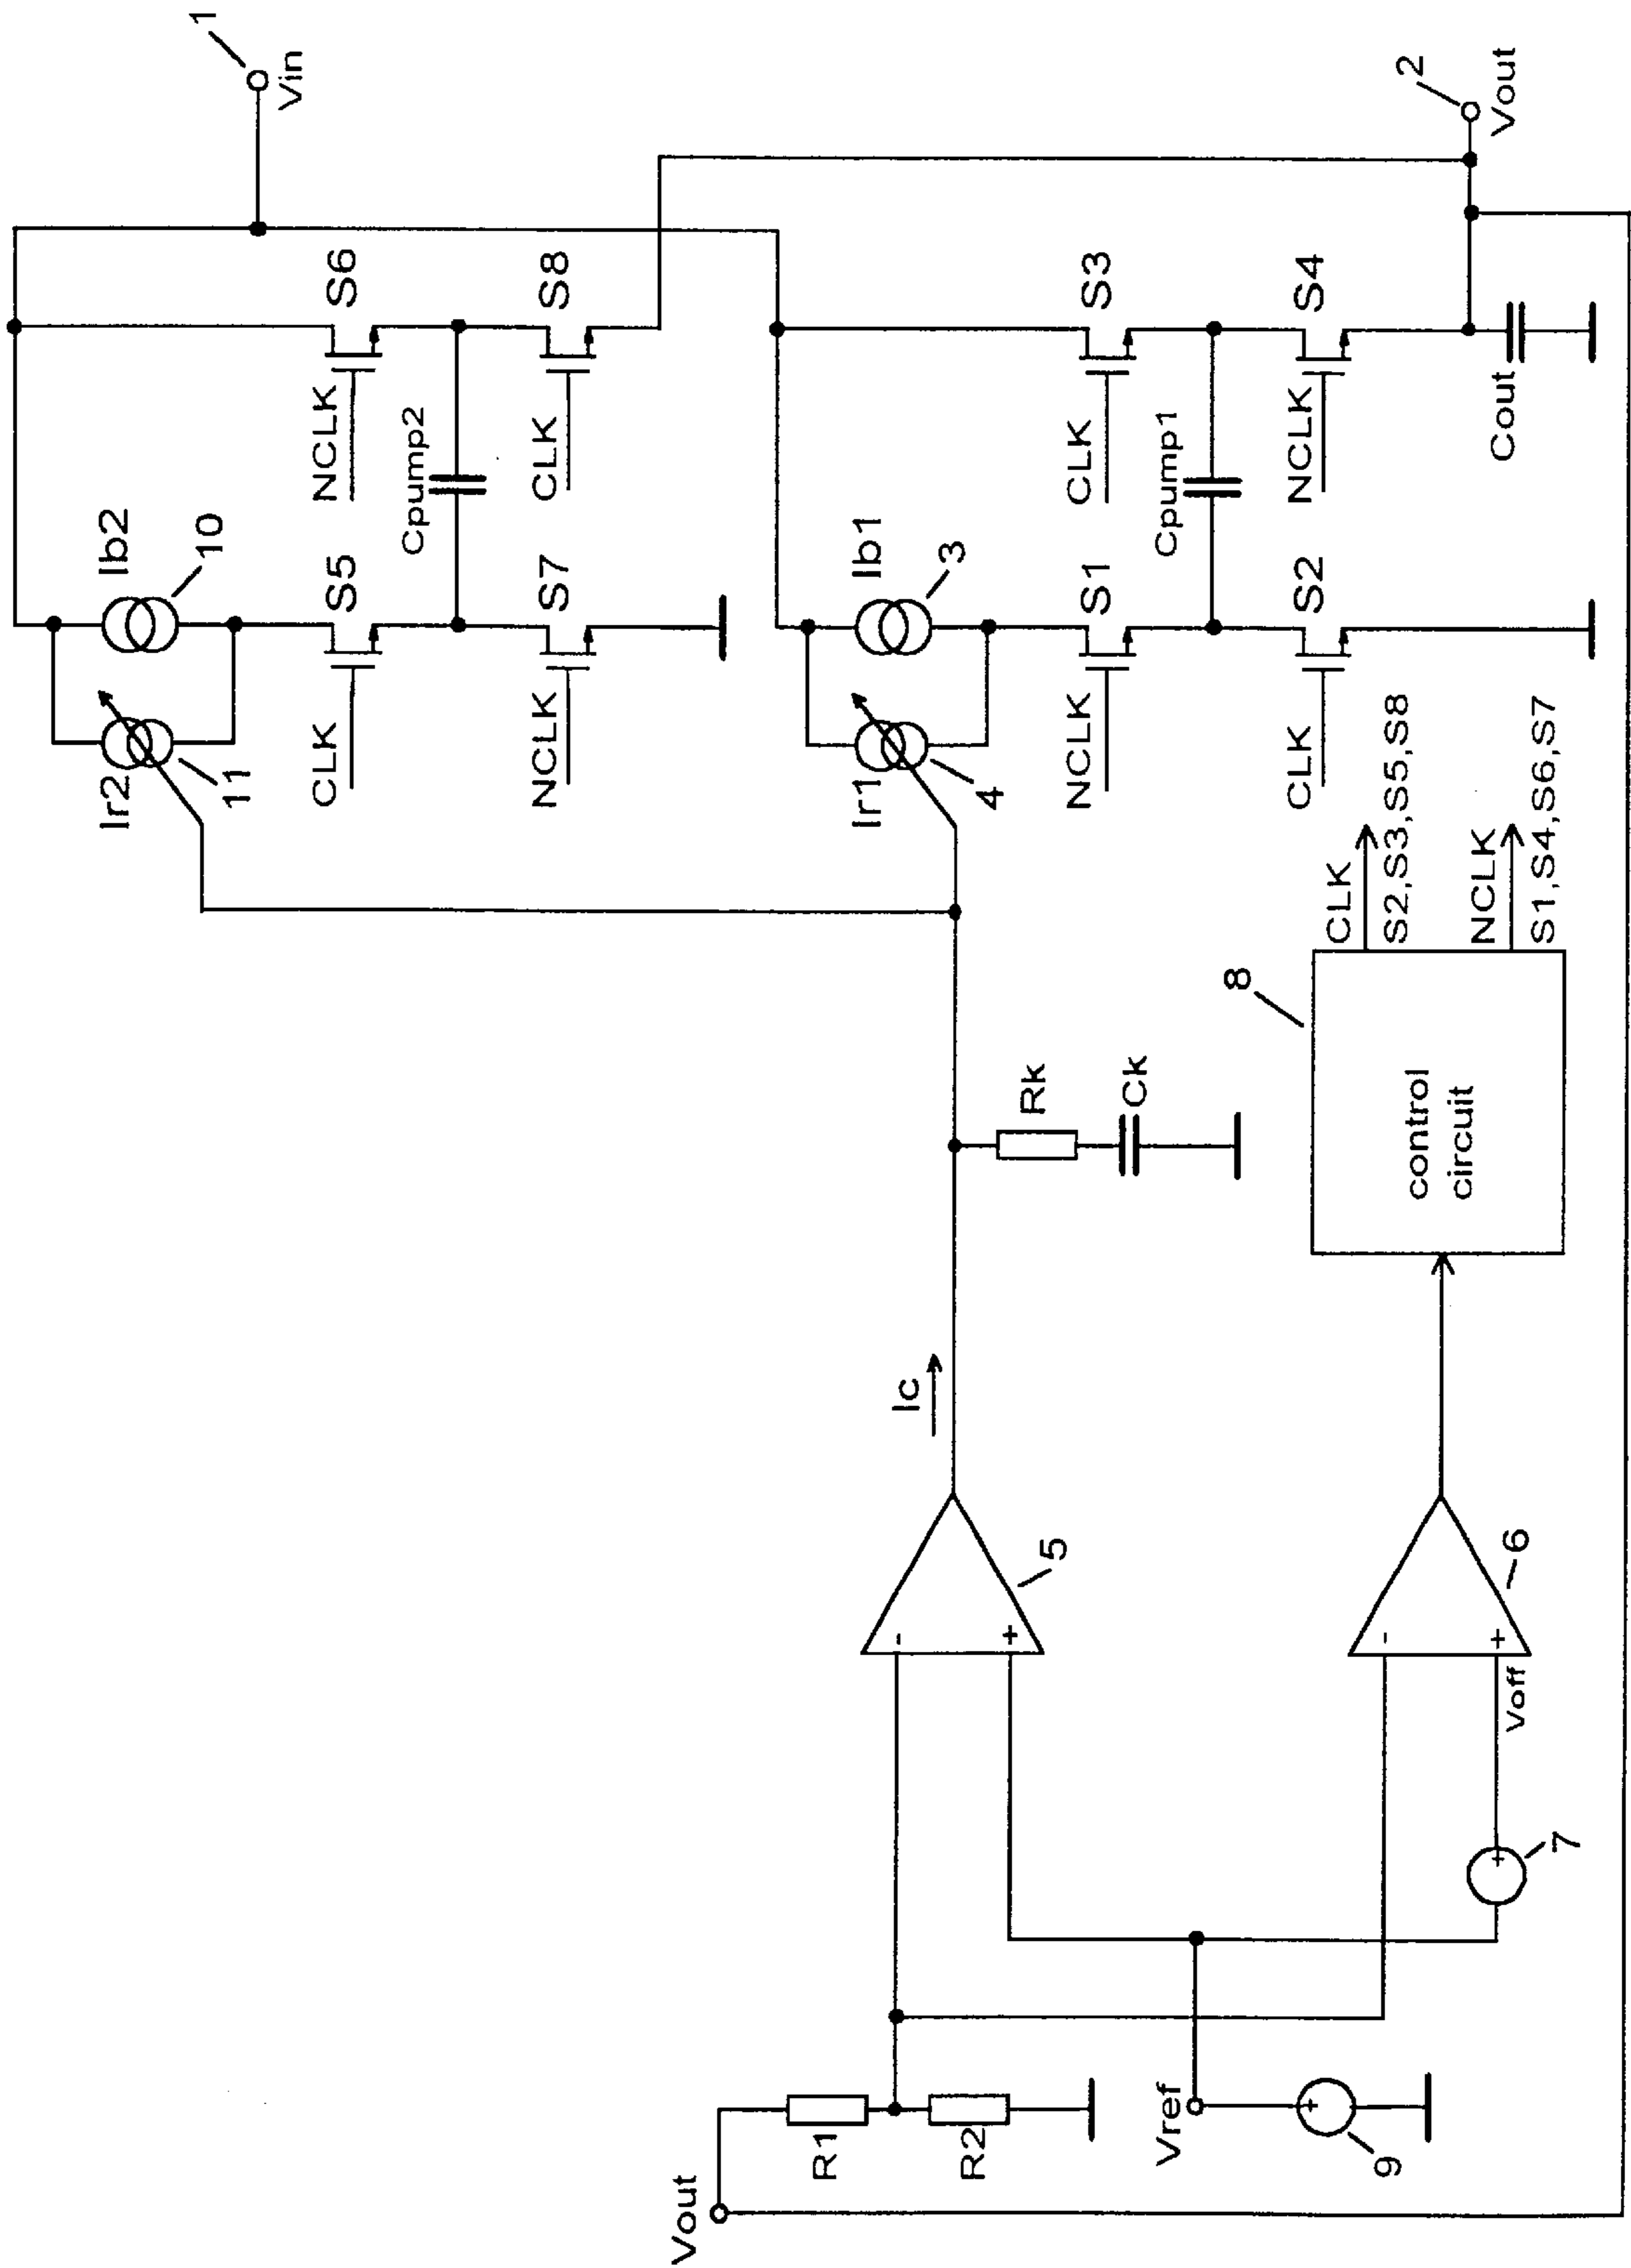 1
Vin
Ib2
10
Ir2
11
S6
NCLK
S5
CLK
Cpump2
S8
CLK
S7
NCLK
Ib1
3
Ir1
4
S3
CLK
S1
NCLK
Cpump1
S4
NCLK
S2
CLK
Cout
2
Vout
CLK
S2,S3,S5,S8
NCLK
S1,S4,S6,S7
8
control
circuit
Rk
Ck
Ic
-
+
5
-
+
6
Voff
+
7
Vout
R1
R2
Vref
+
9